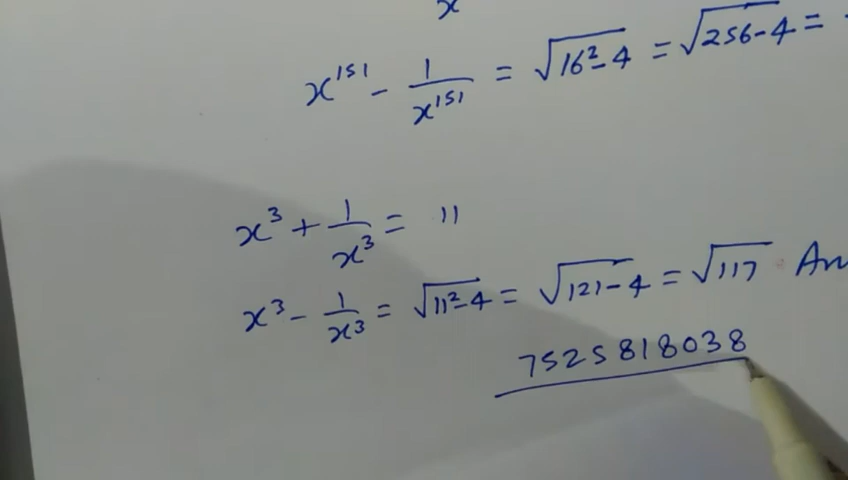 x
x¹⁵¹ - 1/x¹⁵¹ = √(16² - 4) = √(256 - 4) =
x³ + 1/x³ = 11
x³ - 1/x³ = √(11² - 4) = √(121 - 4) = √117 An
7525818038